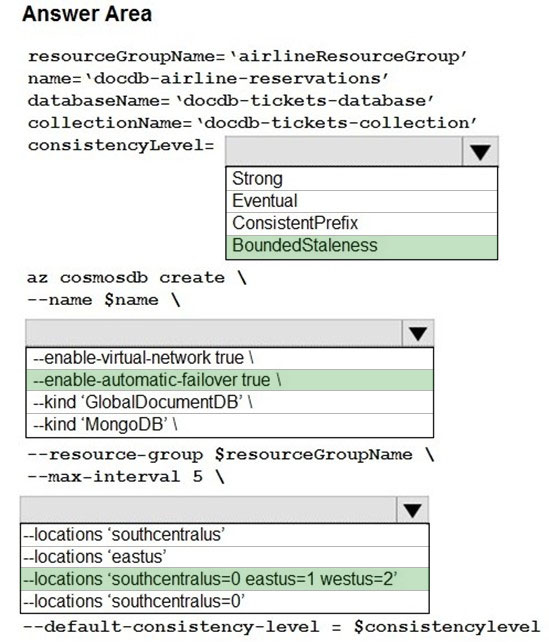 Answer Area
resourceGroupName=‘airlineResourceGroup’
name=‘docdb-airline-reservations’
databaseName=‘docdb-tickets-database’
collectionName=‘docdb-tickets-collection’
consistencyLevel=
Strong
Eventual
ConsistentPrefix
BoundedStaleness
az cosmosdb create \
--name $name \
--enable-virtual-network true \
--enable-automatic-failover true \
--kind ‘GlobalDocumentDB’ \
--kind ‘MongoDB’ \
--resource-group $resourceGroupName \
--max-interval 5 \
--locations ‘southcentralus’
--locations ‘eastus’
--locations ‘southcentralus=0 eastus=1 westus=2’
--locations ‘southcentralus=0’
--default-consistency-level = $consistencylevel